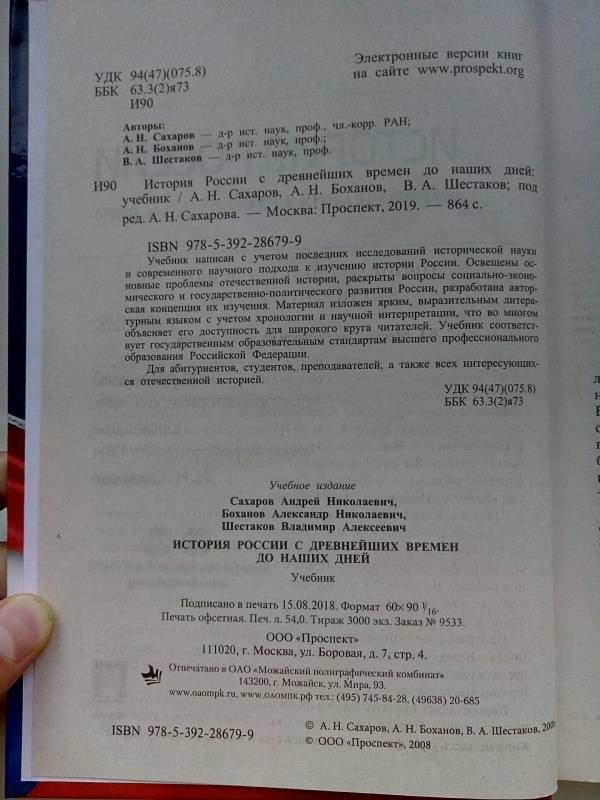 УДК 94(47)(075.8)
ББК 63.3(2)я73
И90
Электронные версии книг
на сайте www.prospekt.org
Авторы:
А. Н. Сахаров — д-р ист. наук, проф., чл.-корр. РАН;
А. Н. Боханов — д-р ист. наук, проф.;
В. А. Шестаков — д-р ист. наук, проф.
И90 История России с древнейших времен до наших дней:
учебник / А. Н. Сахаров, А. Н. Боханов, В. А. Шестаков; под
ред. А. Н. Сахарова. — Москва: Проспект, 2019. — 864 с.
ISBN 978-5-392-28679-9
Учебник написан с учетом последних исследований исторической науки
и современного научного подхода к изучению истории России. Освещены ос-
новные проблемы отечественной истории, раскрыты вопросы социально-эконо-
мического и государственно-политического развития России, разработана автор-
ская концепция их изучения. Материал изложен ярким, выразительным литера-
турным языком с учетом хронологии и научной интерпретации, что во многом
объясняет его доступность для широкого круга читателей. Учебник соответст-
вует государственным образовательным стандартам высшего профессионального
образования Российской Федерации.
Для абитуриентов, студентов, преподавателей, а также всех интересующих-
ся отечественной историей.
УДК 94(47)(075.8)
ББК 63.3(2)я73
Учебное издание
Сахаров Андрей Николаевич,
Боханов Александр Николаевич,
Шестаков Владимир Алексеевич
ИСТОРИЯ РОССИИ С ДРЕВНЕЙШИХ ВРЕМЕН
ДО НАШИХ ДНЕЙ
Учебник
Подписано в печать 15.08.2018. Формат 60×90 1/16.
Печать офсетная. Печ. л. 54,0. Тираж 3000 экз. Заказ № 9533.
ООО «Проспект»
111020, г. Москва, ул. Боровая, д. 7, стр. 4.
Отпечатано в ОАО «Можайский полиграфический комбинат»
143200, г. Можайск, ул. Мира, 93.
www.oaompk.ru, www.оаомпк.рф тел.: (495) 745-84-28, (49638) 20-685
ISBN 978-5-392-28679-9
© А. Н. Сахаров, А. Н. Боханов, В. А. Шестаков,
© ООО «Проспект», 2008